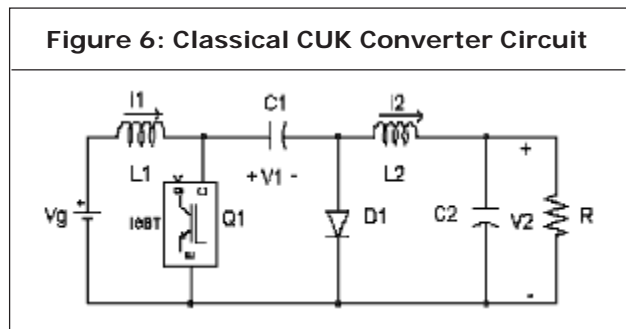 Figure 6: Classical CUK Converter Circuit
I1 C1 I2
L1 +V1 - L2
Vg + IGBT Q1 D1 C2 + V2 - R